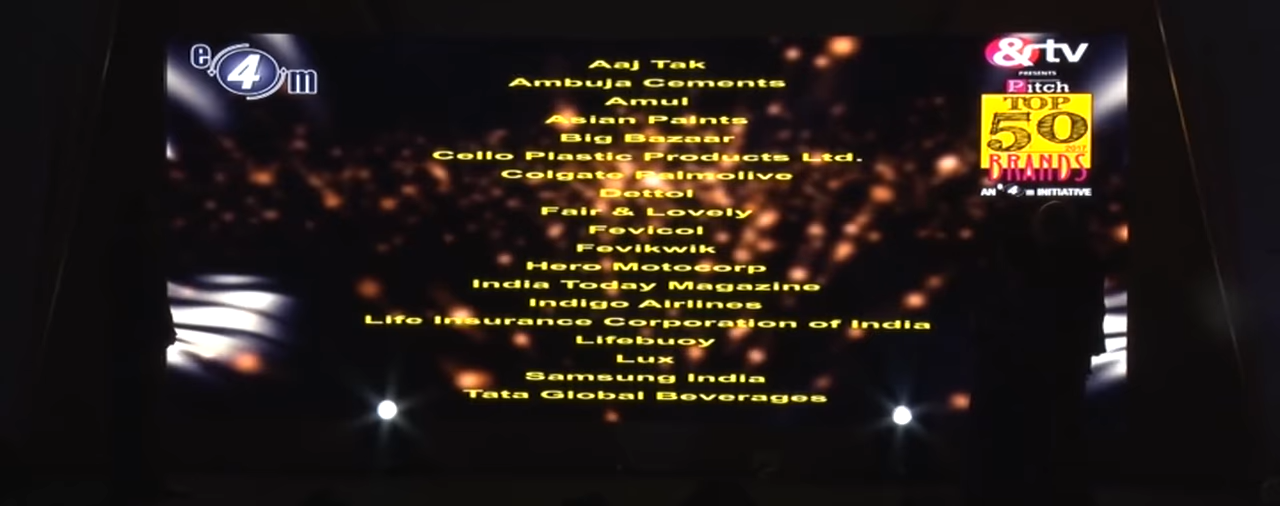 e4m
&tv
PRESENTS
Pitch
TOP
50
2017
BRANDS
AN e4m INITIATIVE
Aaj Tak
Ambuja Cements
Amul
Asian Paints
Big Bazaar
Cello Plastic Products Ltd.
Colgate Palmolive
Dettol
Fair & Lovely
Fevicol
Fevikwik
Hero Motocorp
India Today Magazine
Indigo Airlines
Life Insurance Corporation of India
Lifebuoy
Lux
Samsung India
Tata Global Beverages